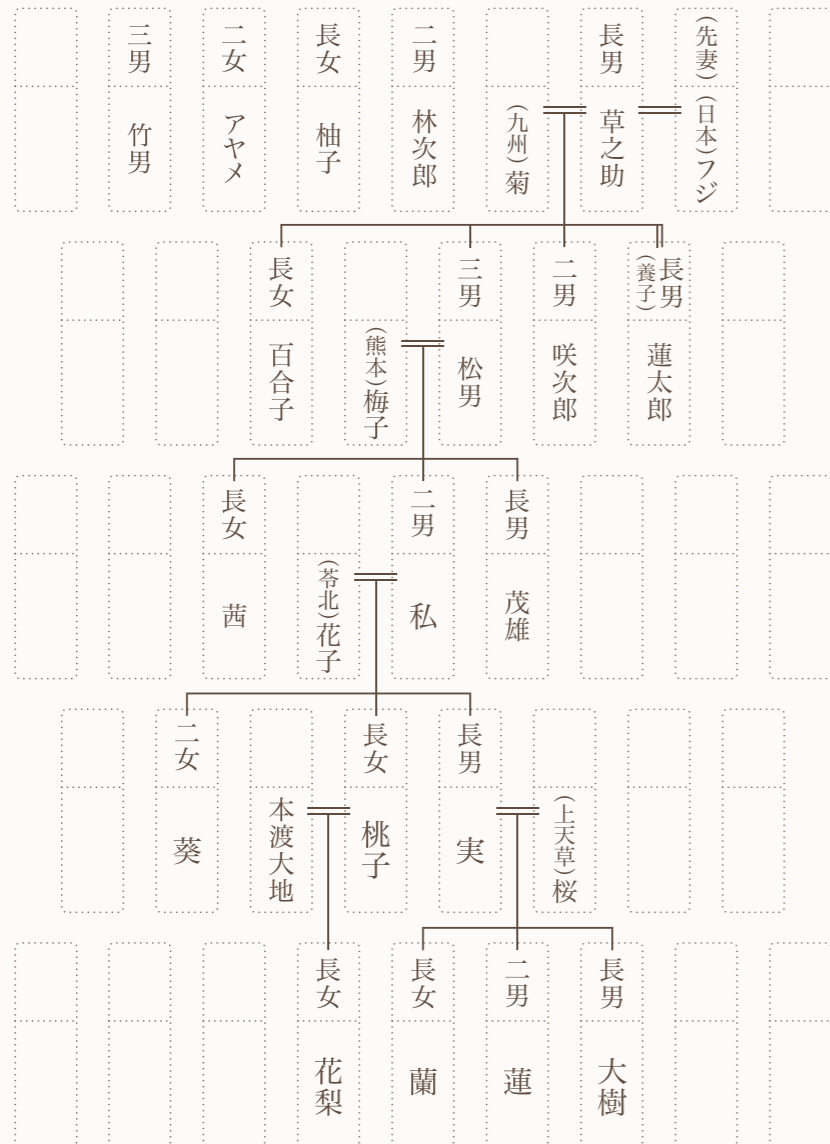 (先妻)
(日本)フジ
長男
草之助
(九州)菊
二男
林次郎
長女
柚子
二女
アヤメ
三男
竹男
長男
(養子)
蓮太郎
二男
咲次郎
三男
松男
(熊本)梅子
長女
百合子
長男
茂雄
二男
私
(苓北)花子
長女
茜
(上天草)桜
長男
実
長女
桃子
本渡大地
二女
葵
長男
大樹
二男
蓮
長女
蘭
長女
花梨